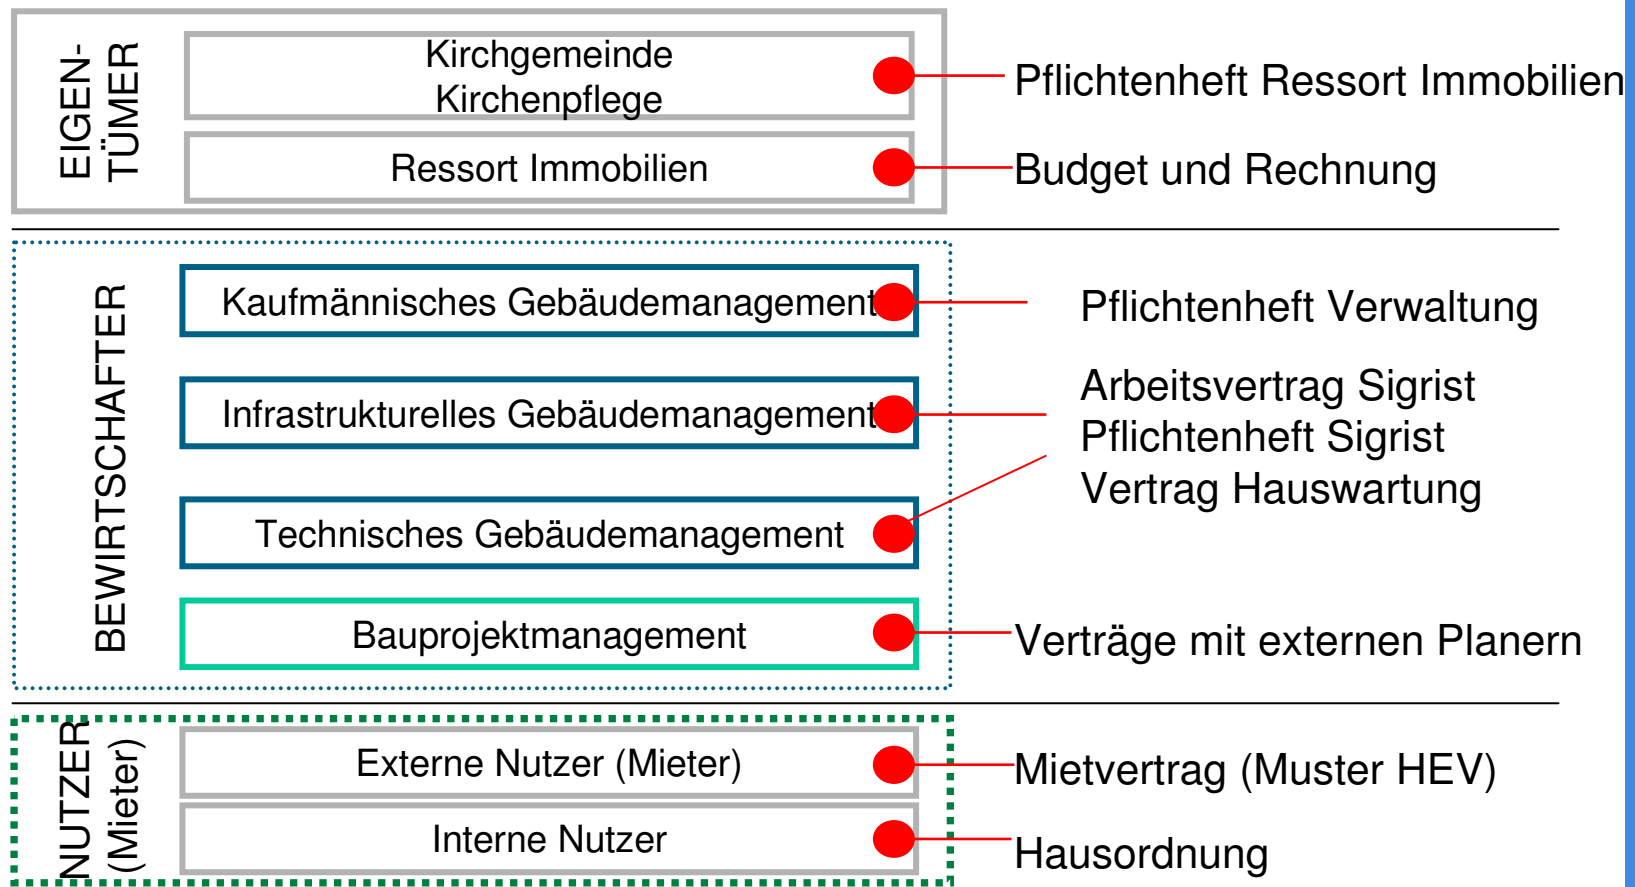 EIGEN-
TÜMER
Kirchgemeinde
Kirchenpflege
Pflichtenheft Ressort Immobilien
Ressort Immobilien
Budget und Rechnung
BEWIRTSCHAFTER
Kaufmännisches Gebäudemanagement
Pflichtenheft Verwaltung
Infrastrukturelles Gebäudemanagement
Arbeitsvertrag Sigrist
Pflichtenheft Sigrist
Vertrag Hauswartung
Technisches Gebäudemanagement
Bauprojektmanagement
Verträge mit externen Planern
NUTZER
(Mieter)
Externe Nutzer (Mieter)
Mietvertrag (Muster HEV)
Interne Nutzer
Hausordnung